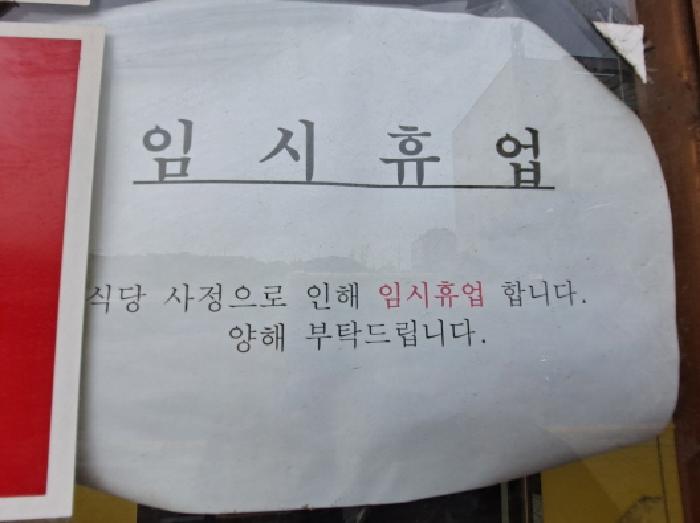 임 시 휴 업
식당 사정으로 인해 임시휴업 합니다.
양해 부탁드립니다.